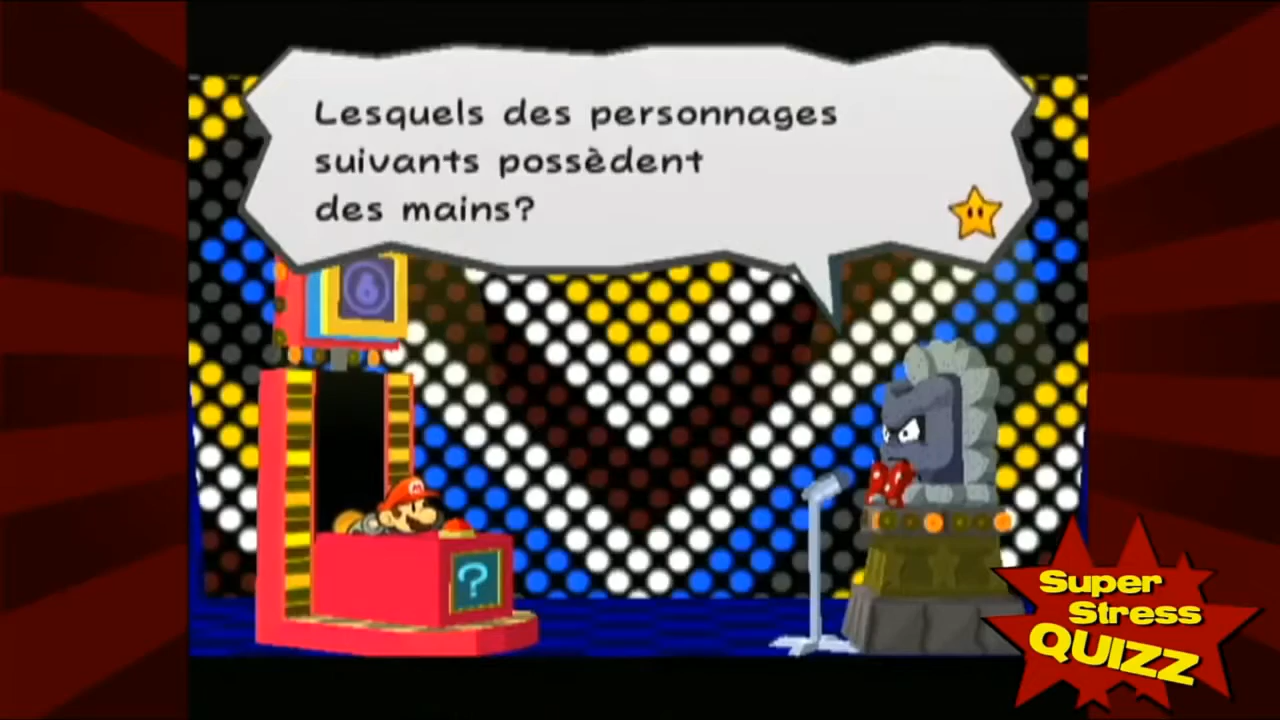 Lesquels des personnages
suivants possèdent
des mains?
?
Super
Stress
QUIZZ